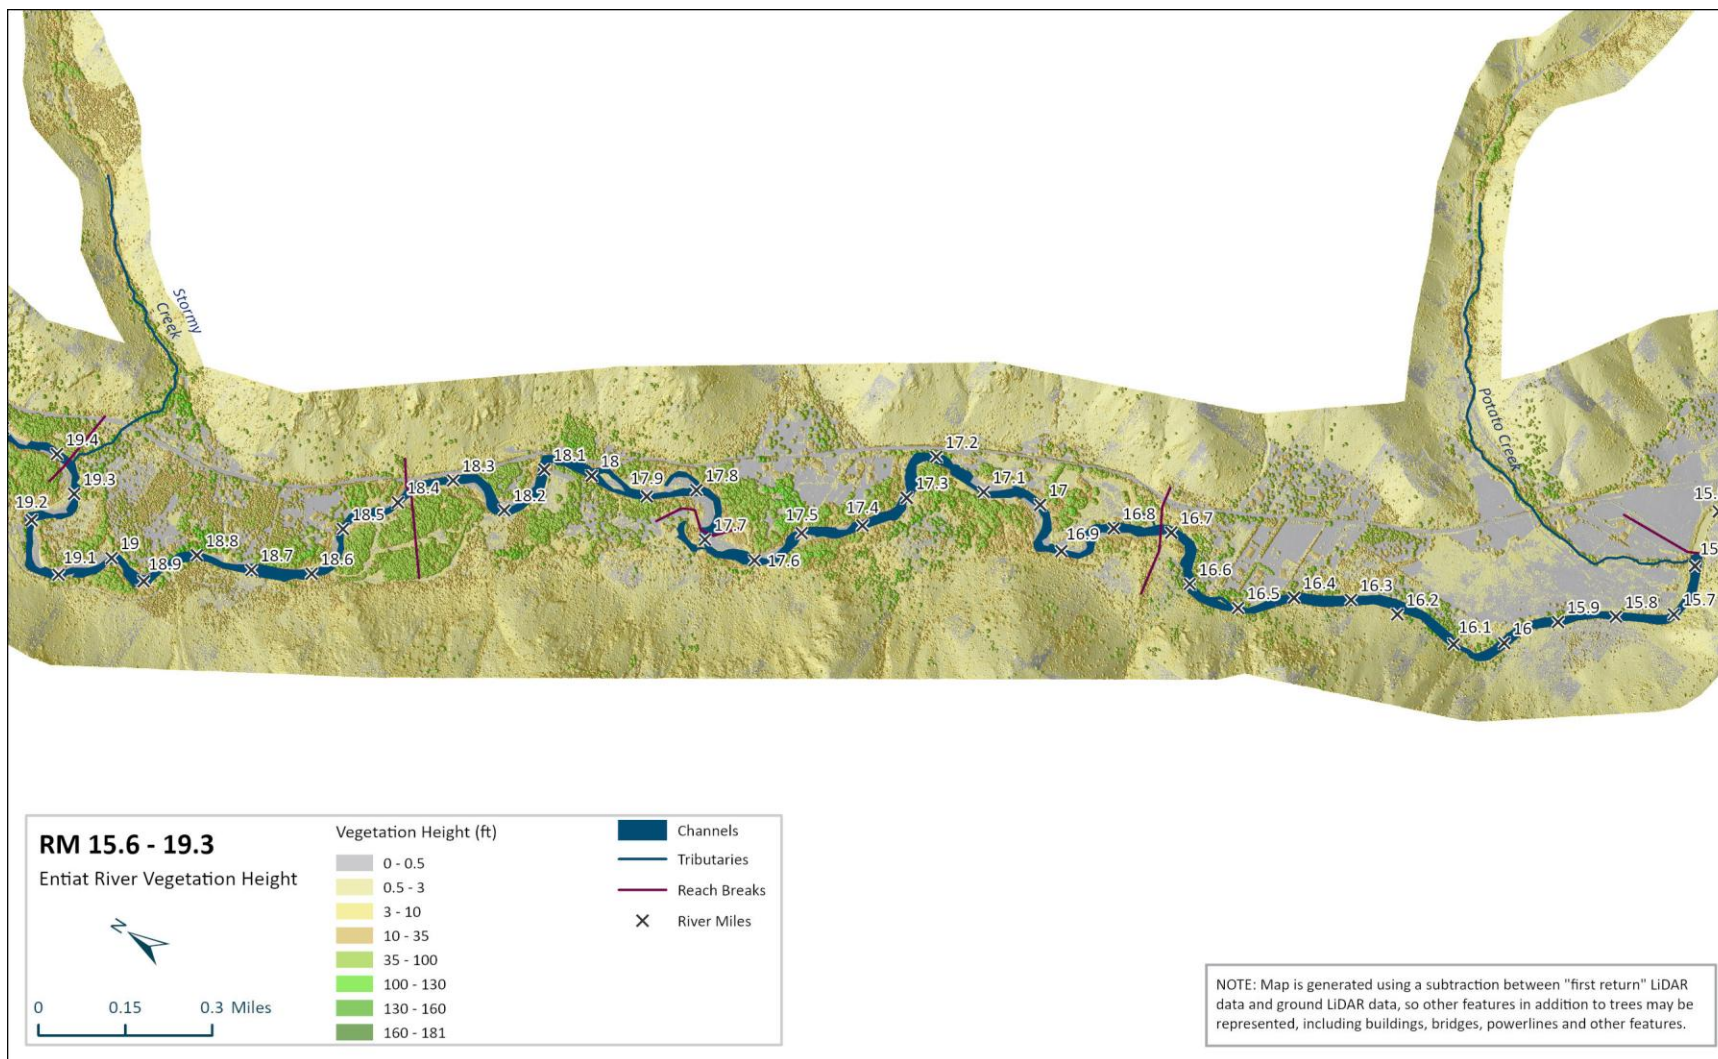 Stormy
Creek
Potato Creek
19.4
19.3
19.2
19.1
19
18.9
18.8
18.7
18.6
18.5
18.4
18.3
18.2
18.1
18
17.9
17.8
17.7
17.6
17.5
17.4
17.3
17.2
17.1
17
16.9
16.8
16.7
16.6
16.5
16.4
16.3
16.2
16.1
16
15.9
15.8
15.7
RM 15.6 - 19.3
Entiat River Vegetation Height
N
0 0.15 0.3 Miles
Vegetation Height (ft)
0 - 0.5
0.5 - 3
3 - 10
10 - 35
35 - 100
100 - 130
130 - 160
160 - 181
Channels
Tributaries
Reach Breaks
River Miles
NOTE: Map is generated using a subtraction between "first return" LiDAR
data and ground LiDAR data, so other features in addition to trees may be
represented, including buildings, bridges, powerlines and other features.